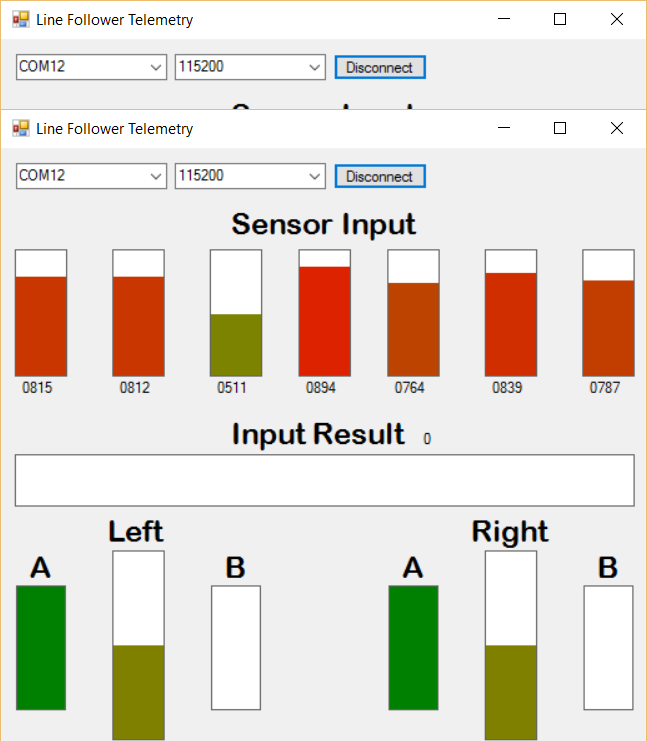 Line Follower Telemetry
COM12 115200 Disconnect
Line Follower Telemetry
COM12 115200 Disconnect
Sensor Input
0815 0812 0511 0894 0764 0839 0787
Input Result 0
Left Right
A B A B